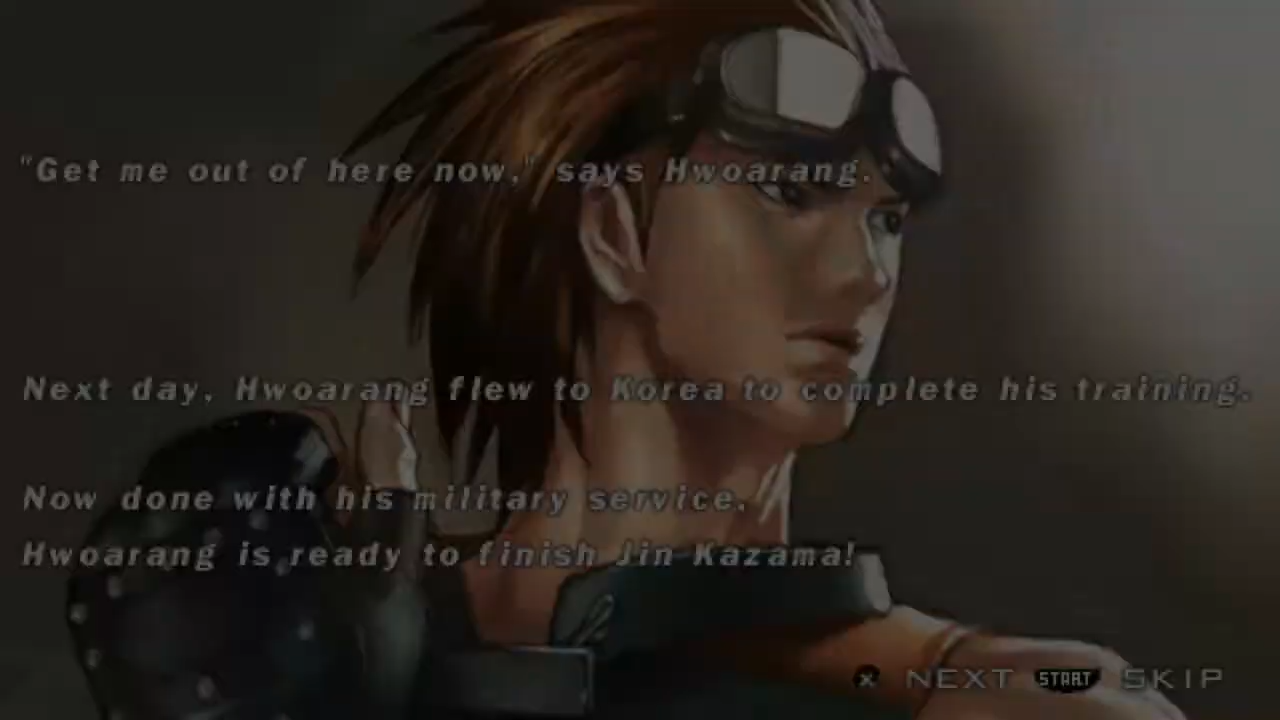 "Get me out of here now," says Hwoarang.
Next day, Hwoarang flew to Korea to complete his training.
Now done with his military service,
Hwoarang is ready to finish Jin Kazama!
X NEXT START SKIP